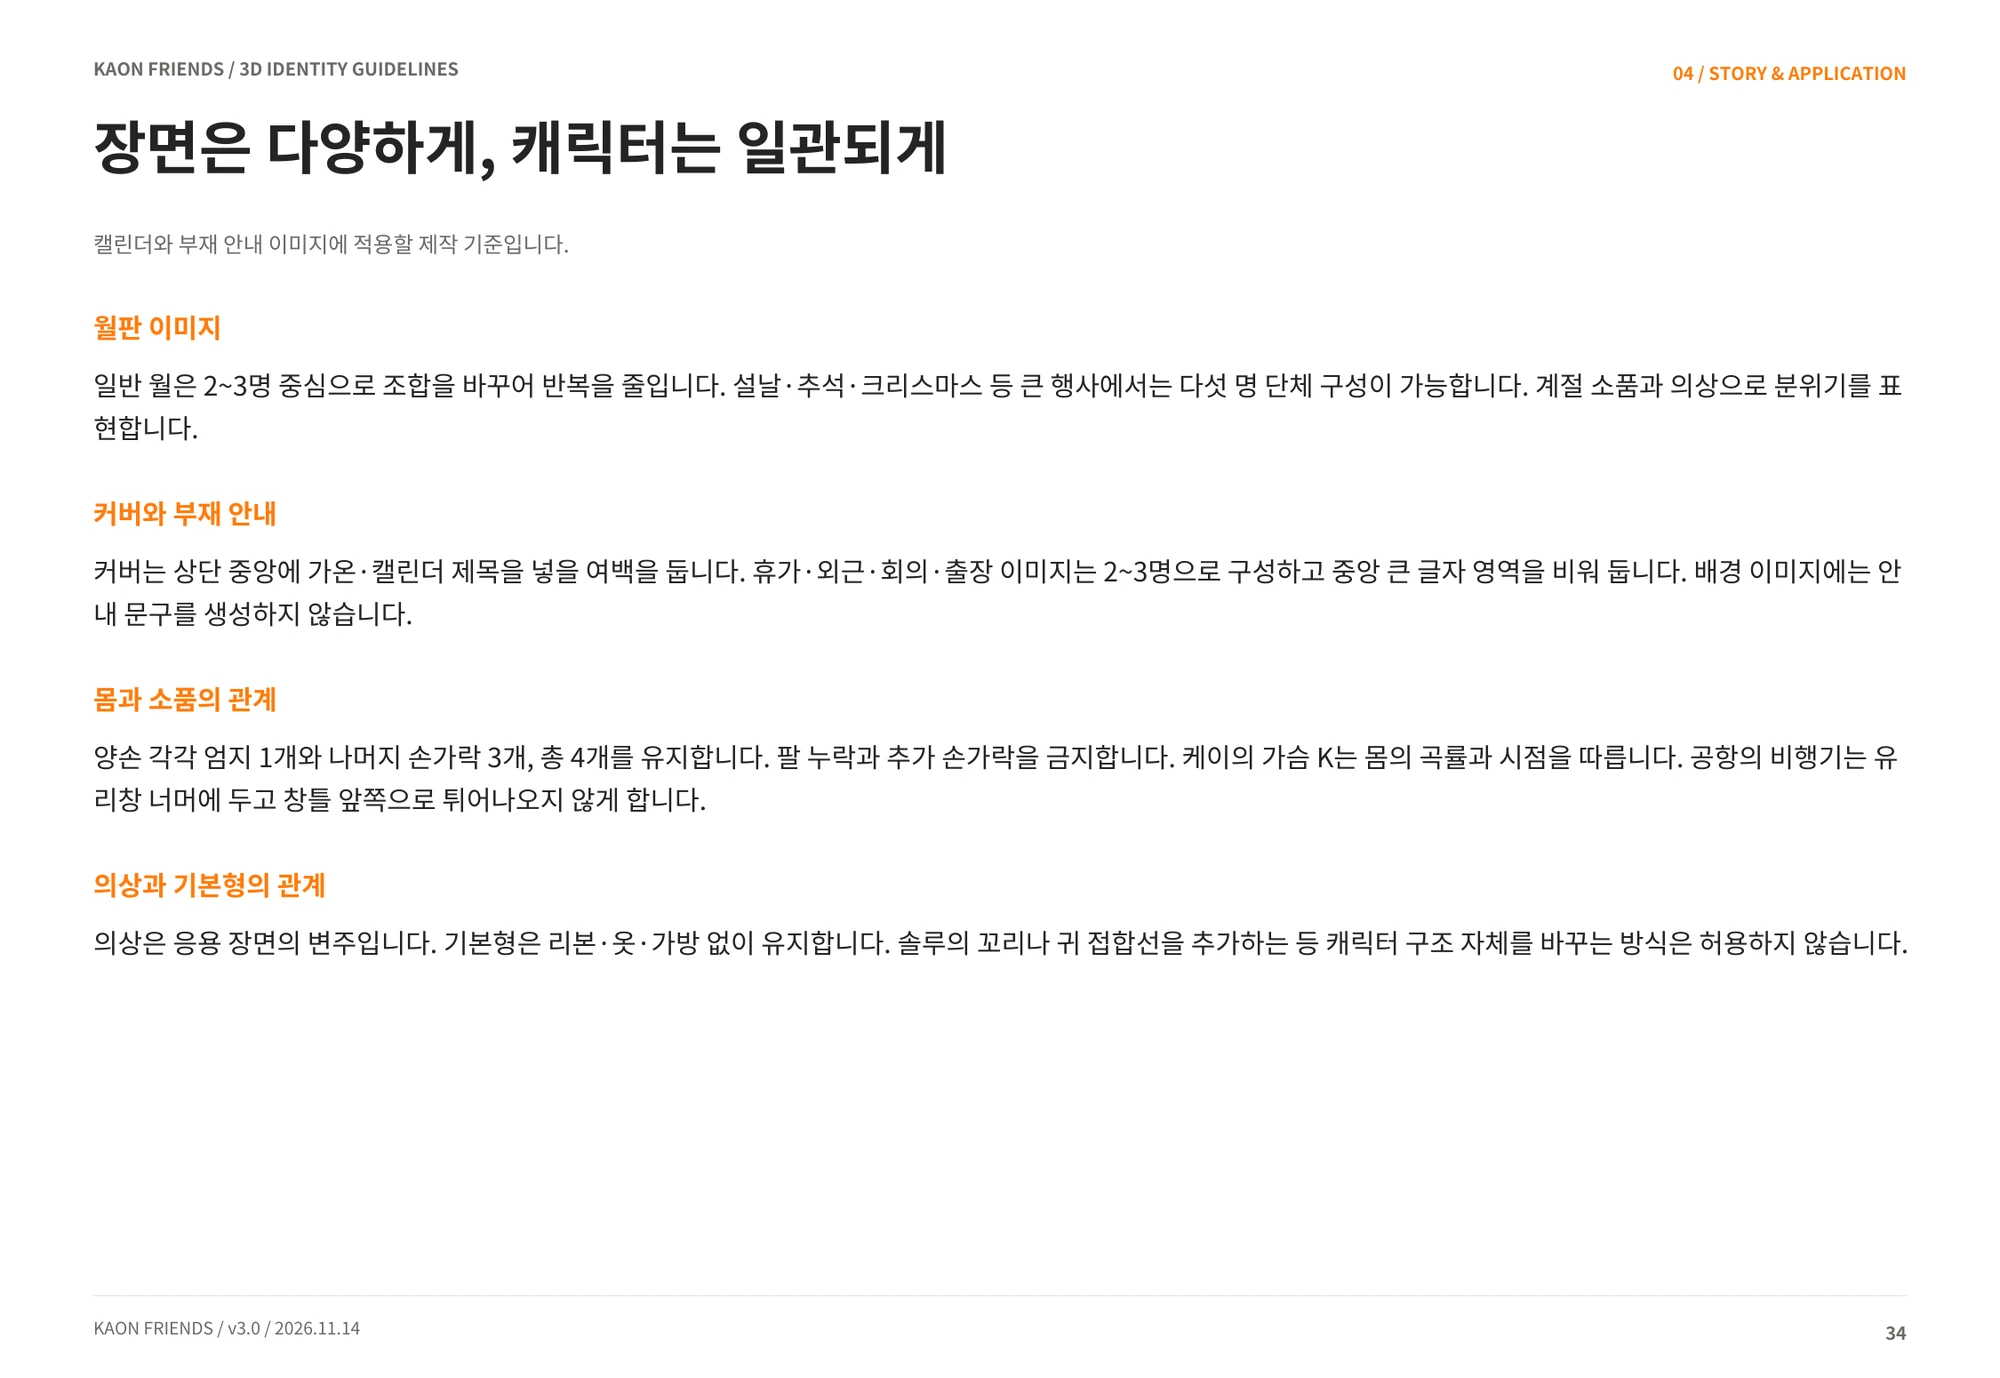 KAON FRIENDS / 3D IDENTITY GUIDELINES
04 / STORY & APPLICATION
장면은 다양하게, 캐릭터는 일관되게
캘린더와 부재 안내 이미지에 적용할 제작 기준입니다.
월판 이미지
일반 월은 2~3명 중심으로 조합을 바꾸어 반복을 줄입니다. 설날·추석·크리스마스 등 큰 행사에서는 다섯 명 단체 구성이 가능합니다. 계절 소품과 의상으로 분위기를 표
현합니다.
커버와 부재 안내
커버는 상단 중앙에 가온·캘린더 제목을 넣을 여백을 둡니다. 휴가·외근·회의·출장 이미지는 2~3명으로 구성하고 중앙 큰 글자 영역을 비워 둡니다. 배경 이미지에는 안
내 문구를 생성하지 않습니다.
몸과 소품의 관계
양손 각각 엄지 1개와 나머지 손가락 3개, 총 4개를 유지합니다. 팔 누락과 추가 손가락을 금지합니다. 케이의 가슴 K는 몸의 곡률과 시점을 따릅니다. 공항의 비행기는 유
리창 너머에 두고 창틀 앞쪽으로 튀어나오지 않게 합니다.
의상과 기본형의 관계
의상은 응용 장면의 변주입니다. 기본형은 리본·옷·가방 없이 유지합니다. 솔루의 꼬리나 귀 접합선을 추가하는 등 캐릭터 구조 자체를 바꾸는 방식은 허용하지 않습니다.
KAON FRIENDS / v3.0 / 2026.11.14
34